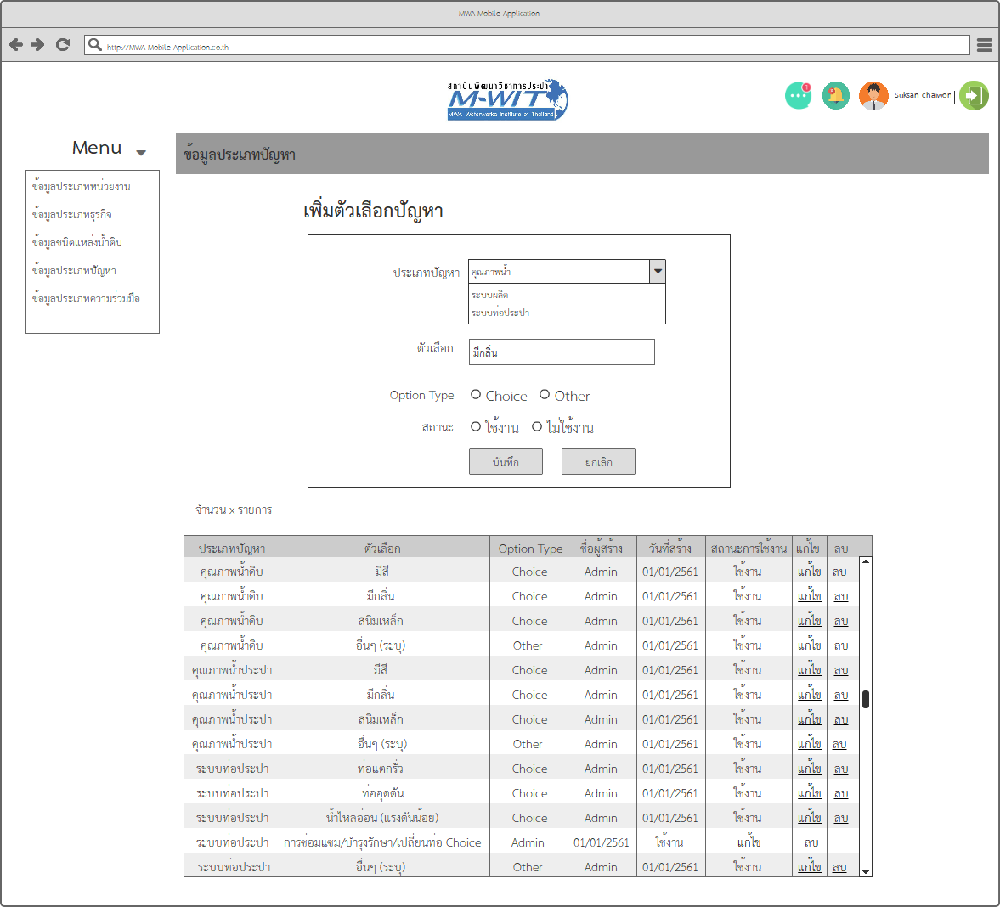 MWA Mobile Application
http://MWA Mobile Application.co.th
สถาบันพัฒนาวิชาการประปา
M-WIT
MWA Waterworks Institute of Thailand
1
5
Suksan chaiwor |
Menu
ข้อมูลประเภทหน่วยงาน
ข้อมูลประเภทธุรกิจ
ข้อมูลชนิดแหล่งน้ำดิบ
ข้อมูลประเภทปัญหา
ข้อมูลประเภทความร่วมมือ
ข้อมูลประเภทปัญหา
เพิ่มตัวเลือกปัญหา
ประเภทปัญหา คุณภาพน้ำ
ระบบผลิต
ระบบท่อประปา
ตัวเลือก มีกลิ่น
Option Type Choice Other
สถานะ ใช้งาน ไม่ใช้งาน
บันทึก ยกเลิก
จำนวน x รายการ
ประเภทปัญหา ตัวเลือก Option Type ชื่อผู้สร้าง วันที่สร้าง สถานะการใช้งาน แก้ไข ลบ
คุณภาพน้ำดิบ มีสี Choice Admin 01/01/2561 ใช้งาน แก้ไข ลบ
คุณภาพน้ำดิบ มีกลิ่น Choice Admin 01/01/2561 ใช้งาน แก้ไข ลบ
คุณภาพน้ำดิบ สนิมเหล็ก Choice Admin 01/01/2561 ใช้งาน แก้ไข ลบ
คุณภาพน้ำดิบ อื่นๆ (ระบุ) Other Admin 01/01/2561 ใช้งาน แก้ไข ลบ
คุณภาพน้ำประปา มีสี Choice Admin 01/01/2561 ใช้งาน แก้ไข ลบ
คุณภาพน้ำประปา มีกลิ่น Choice Admin 01/01/2561 ใช้งาน แก้ไข ลบ
คุณภาพน้ำประปา สนิมเหล็ก Choice Admin 01/01/2561 ใช้งาน แก้ไข ลบ
คุณภาพน้ำประปา อื่นๆ (ระบุ) Other Admin 01/01/2561 ใช้งาน แก้ไข ลบ
ระบบท่อประปา ท่อแตกรั่ว Choice Admin 01/01/2561 ใช้งาน แก้ไข ลบ
ระบบท่อประปา ท่ออุดตัน Choice Admin 01/01/2561 ใช้งาน แก้ไข ลบ
ระบบท่อประปา น้ำไหลอ่อน (แรงดันน้อย) Choice Admin 01/01/2561 ใช้งาน แก้ไข ลบ
ระบบท่อประปา การซ่อมแซม/บำรุงรักษา/เปลี่ยนท่อ Choice Admin 01/01/2561 ใช้งาน แก้ไข ลบ
ระบบท่อประปา อื่นๆ (ระบุ) Other Admin 01/01/2561 ใช้งาน แก้ไข ลบ